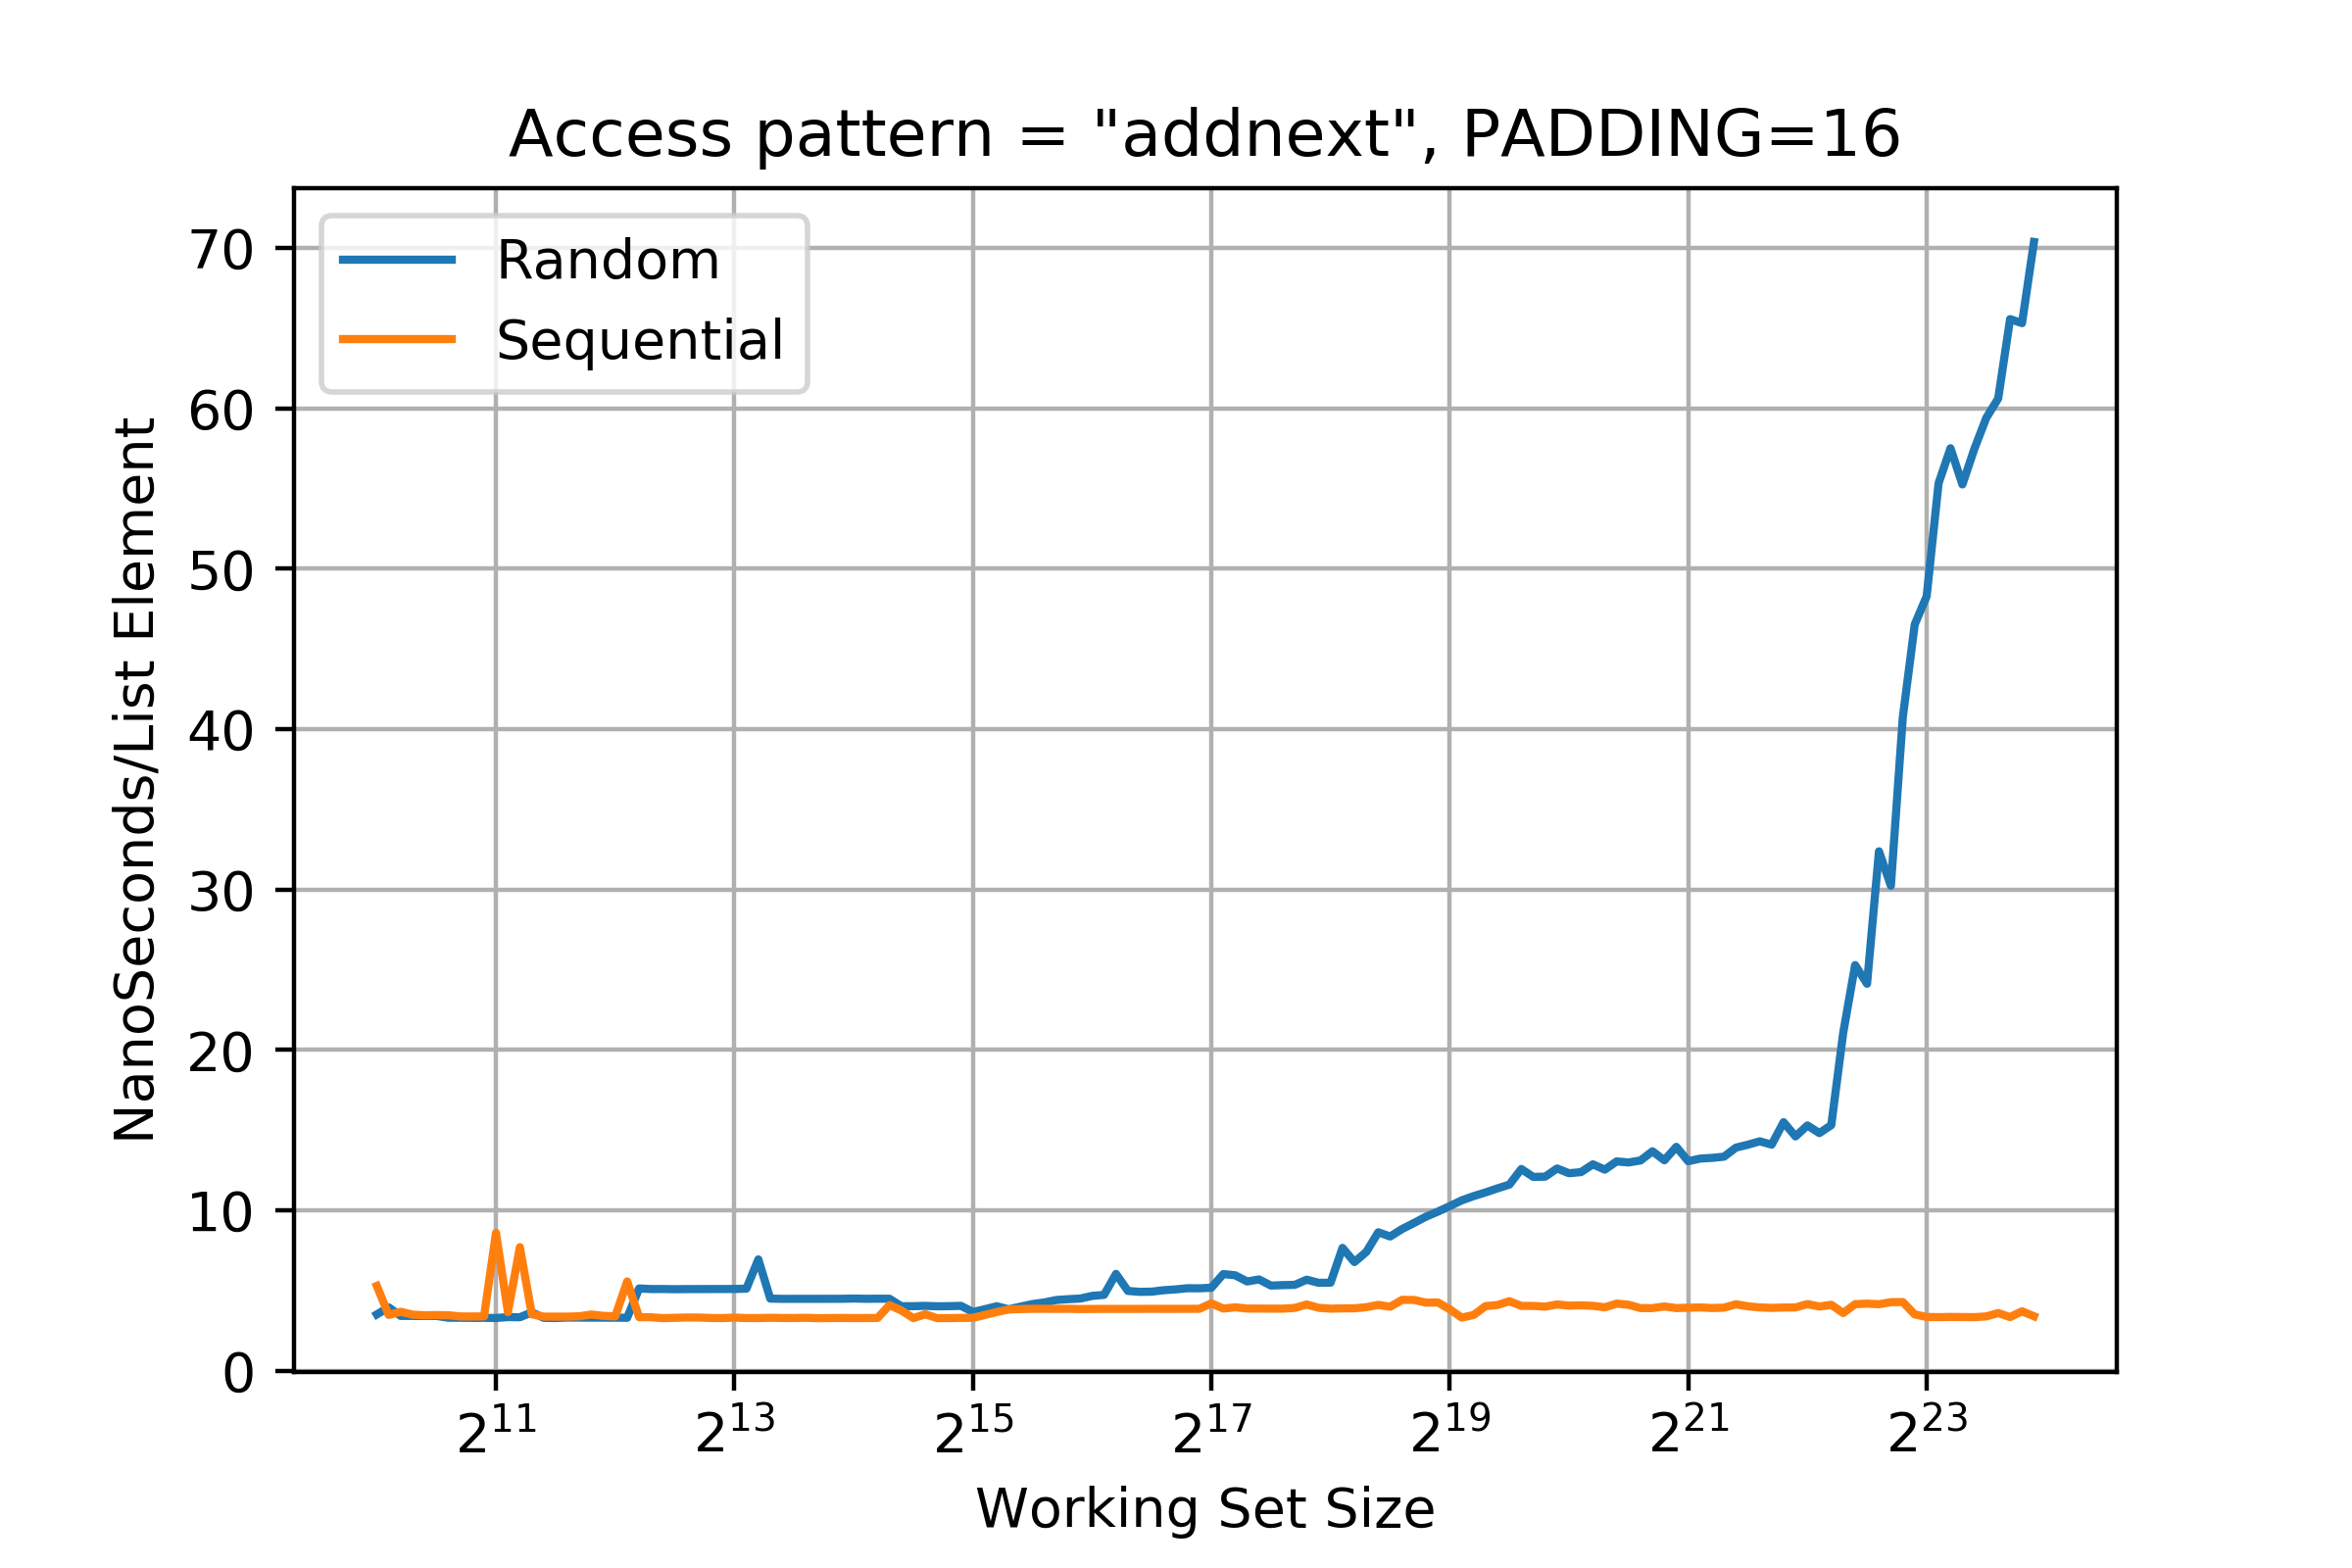 Access pattern = "addnext", PADDING=16
Random
Sequential
NanoSeconds/List Element
70
60
50
40
30
20
10
0
2¹¹ 2¹³ 2¹⁵ 2¹⁷ 2¹⁹ 2²¹ 2²³
Working Set Size